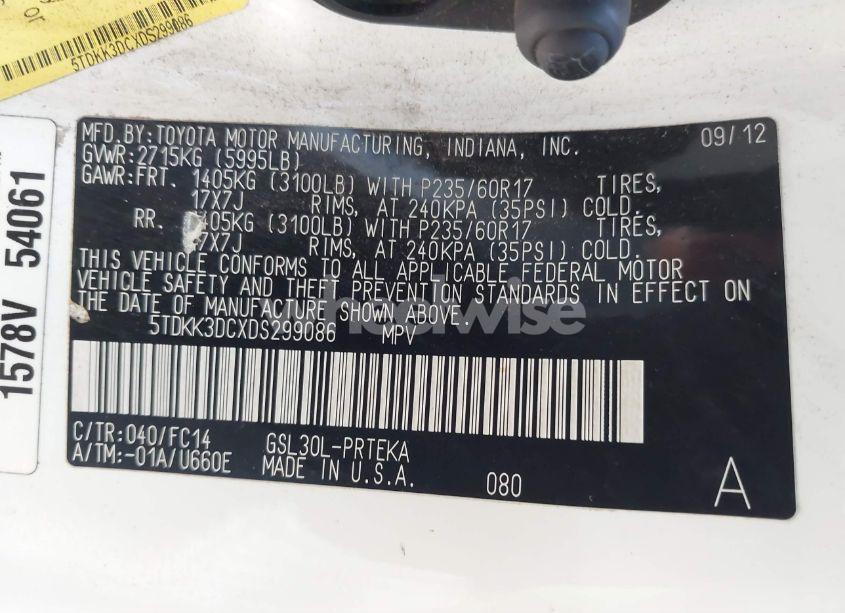 5TDKK3DCXDS299086
1578V 54061
MFD.BY:TOYOTA MOTOR MANUFACTURING, INDIANA, INC. 09/12
GVWR:2715KG (5995LB)
GAWR:FRT. 1405KG (3100LB) WITH P235/60R17 TIRES,
17X7J RIMS, AT 240KPA (35PSI) COLD.
RR. 1405KG (3100LB) WITH P235/60R17 TIRES,
17X7J RIMS, AT 240KPA (35PSI) COLD.
THIS VEHICLE CONFORMS TO ALL APPLICABLE FEDERAL MOTOR
VEHICLE SAFETY AND THEFT PREVENTION STANDARDS IN EFFECT ON
THE DATE OF MANUFACTURE SHOWN ABOVE.
5TDKK3DCXDS299086 MPV
wheelwise
C/TR:040/FC14 GSL30L-PRTEKA
A/TM:-01A/U660E MADE IN U.S.A. 080 A